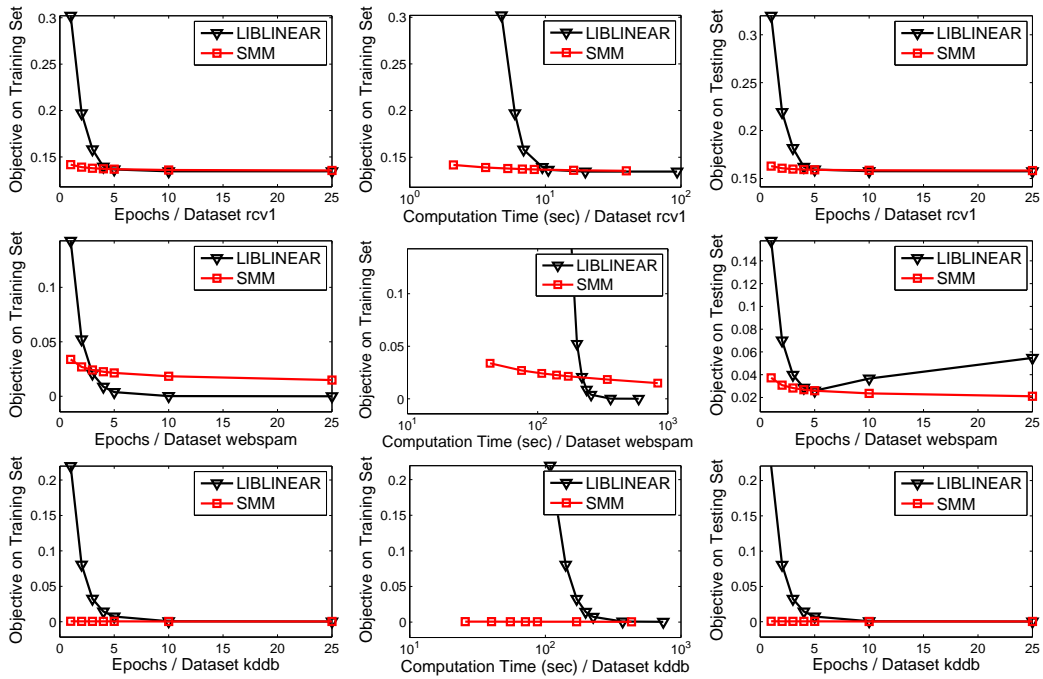 Objective on Training Set
0.3
0.25
0.2
0.15
0 5 10 15 20 25
Epochs / Dataset rcv1
LIBLINEAR
SMM
Objective on Training Set
0.3
0.25
0.2
0.15
10^0 10^1 10^2
Computation Time (sec) / Dataset rcv1
LIBLINEAR
SMM
Objective on Testing Set
0.3
0.25
0.2
0.15
0 5 10 15 20 25
Epochs / Dataset rcv1
LIBLINEAR
SMM
Objective on Training Set
0.1
0.05
0
0 5 10 15 20 25
Epochs / Dataset webspam
LIBLINEAR
SMM
Objective on Training Set
0.1
0.05
0
10^1 10^2 10^3
Computation Time (sec) / Dataset webspam
LIBLINEAR
SMM
Objective on Testing Set
0.14
0.12
0.1
0.08
0.06
0.04
0.02
0 5 10 15 20 25
Epochs / Dataset webspam
LIBLINEAR
SMM
Objective on Training Set
0.2
0.15
0.1
0.05
0
0 5 10 15 20 25
Epochs / Dataset kddb
LIBLINEAR
SMM
Objective on Training Set
0.2
0.15
0.1
0.05
0
10^1 10^2 10^3
Computation Time (sec) / Dataset kddb
LIBLINEAR
SMM
Objective on Testing Set
0.2
0.15
0.1
0.05
0
0 5 10 15 20 25
Epochs / Dataset kddb
LIBLINEAR
SMM